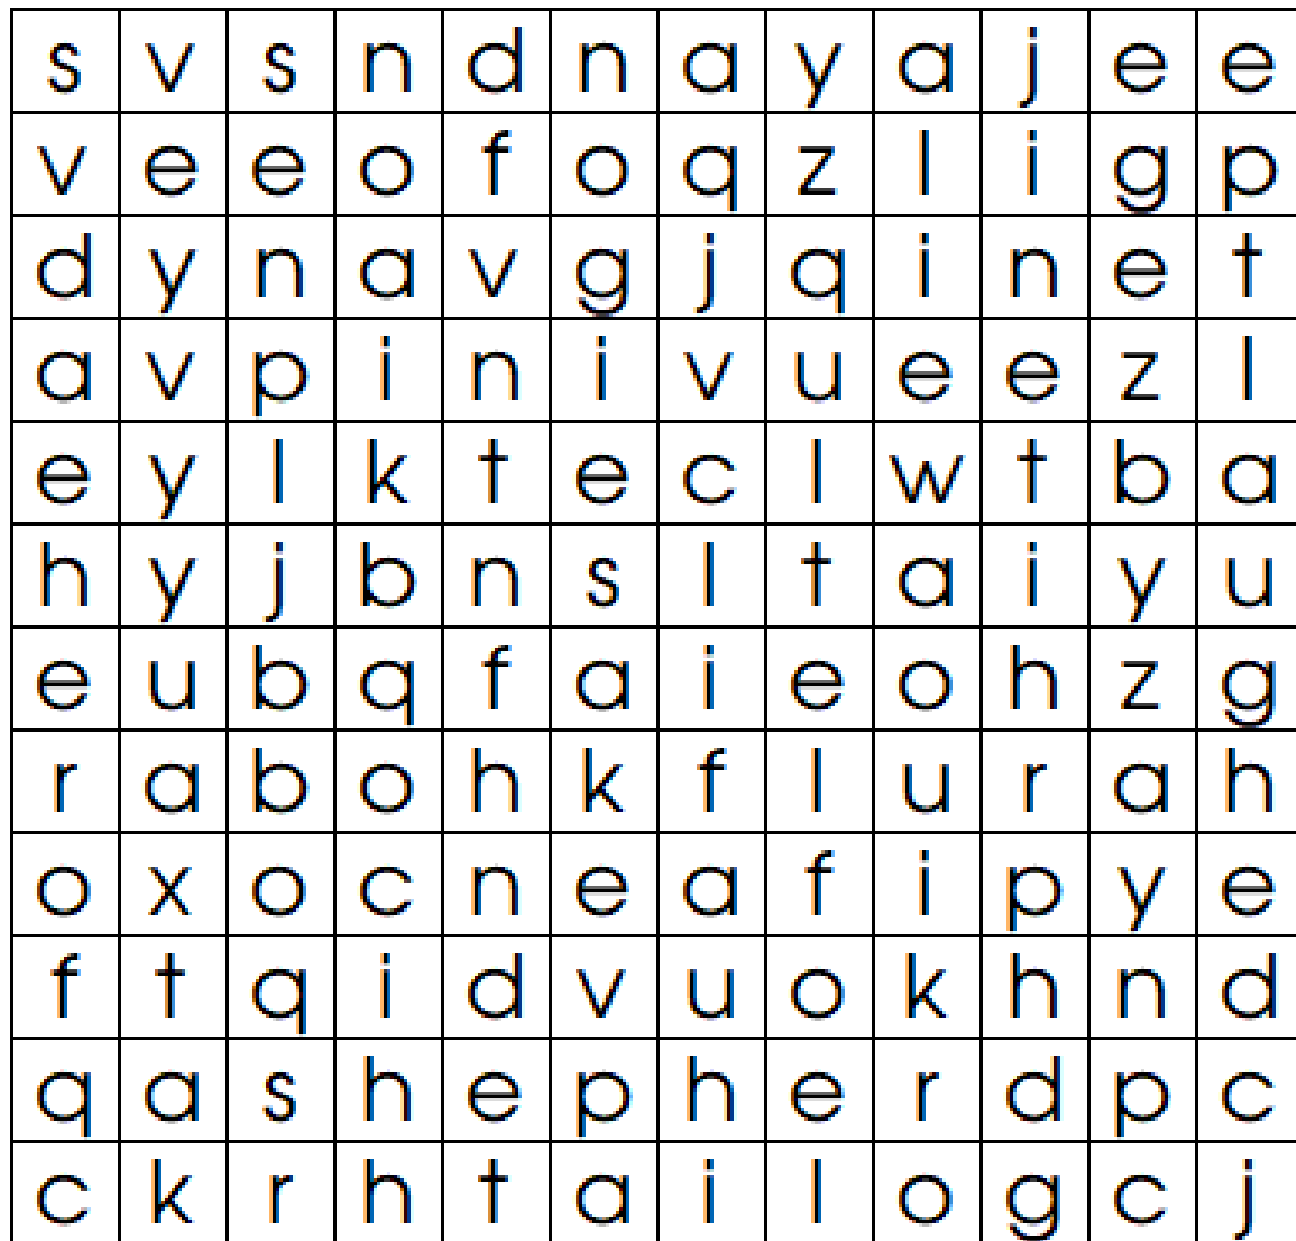 s v s n d n a y a j e e
v e e o f o q z l i g p
d y n a v g j q i n e t
a v p i n i v u e e z l
e y l k t e c l w t b a
h y j b n s l t a i y u
e u b q f a i e o h z g
r a b o h k f l u r a h
o x o c n e a f i p y e
f t q i d v u o k h n d
q a s h e p h e r d p c
c k r h t a i l o g c j